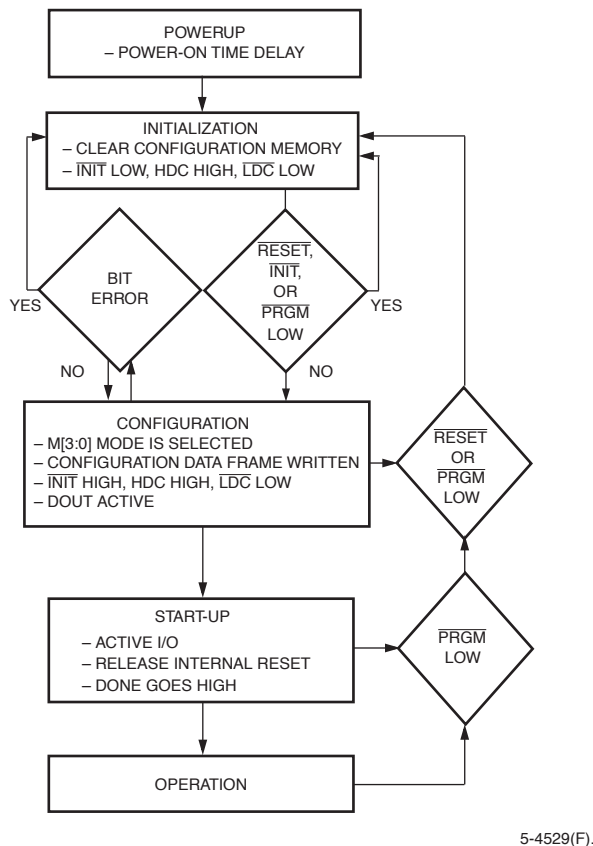 POWERUP
– POWER-ON TIME DELAY
INITIALIZATION
– CLEAR CONFIGURATION MEMORY
– INIT LOW, HDC HIGH, LDC LOW
BIT
ERROR
YES
NO
RESET,
INIT,
OR
PRGM
LOW
YES
NO
CONFIGURATION
– M[3:0] MODE IS SELECTED
– CONFIGURATION DATA FRAME WRITTEN
– INIT HIGH, HDC HIGH, LDC LOW
– DOUT ACTIVE
RESET
OR
PRGM
LOW
START-UP
– ACTIVE I/O
– RELEASE INTERNAL RESET
– DONE GOES HIGH
PRGM
LOW
OPERATION
5-4529(F).